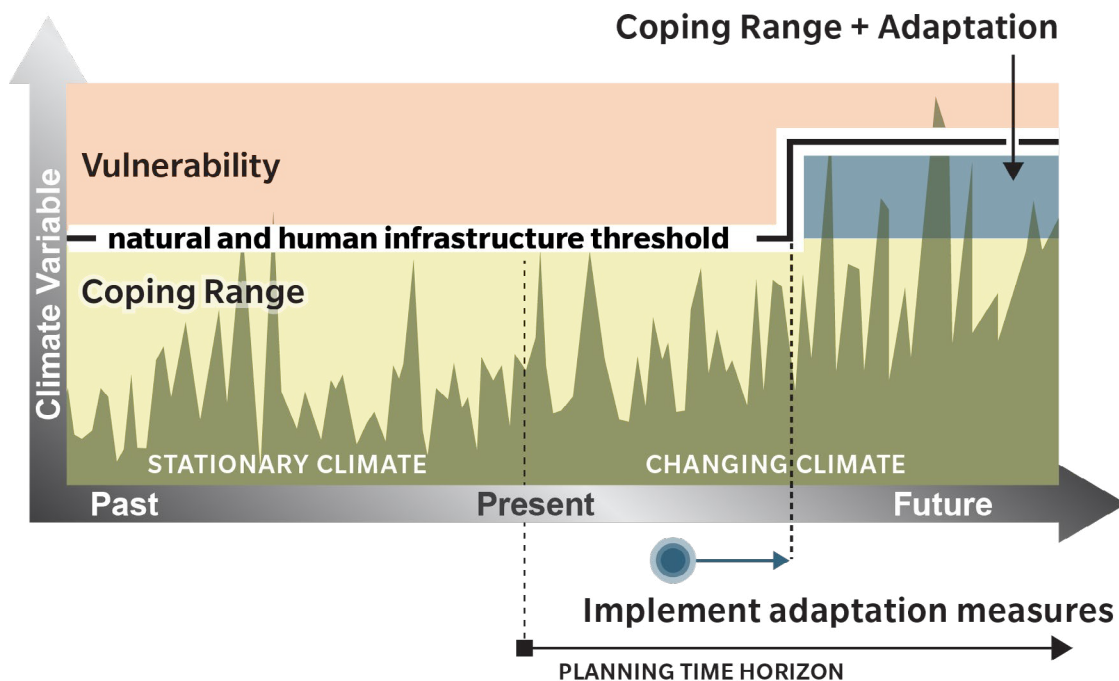 Coping Range + Adaptation
Vulnerability
natural and human infrastructure threshold
Coping Range
Climate Variable
STATIONARY CLIMATE
CHANGING CLIMATE
Past
Present
Future
Implement adaptation measures
PLANNING TIME HORIZON